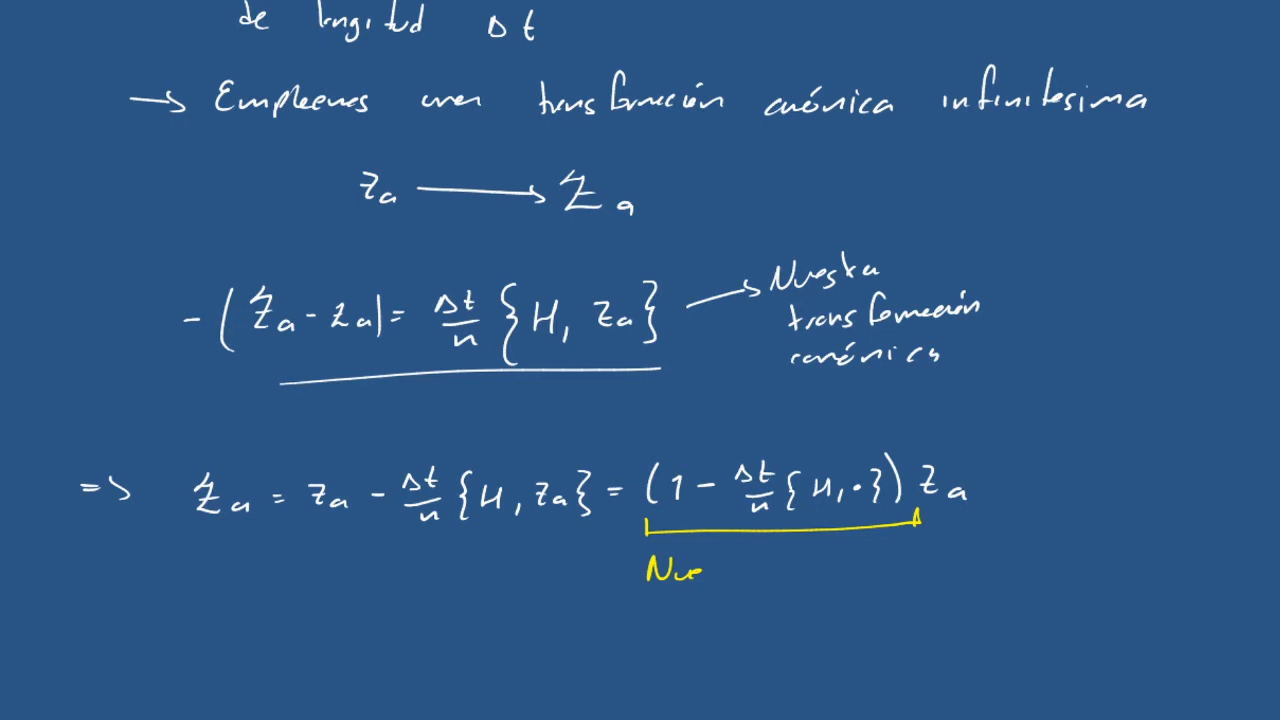 de longitud Δt
→ Empleemos una transformación canónica infinitesima
z_a → Z_a
-(Z_a - z_a) = Δt/n {H, z_a} → Nuestra
transformación
canónica
=> Z_a = z_a - Δt/n {H, z_a} = (1 - Δt/n {H, ·}) z_a
Nue